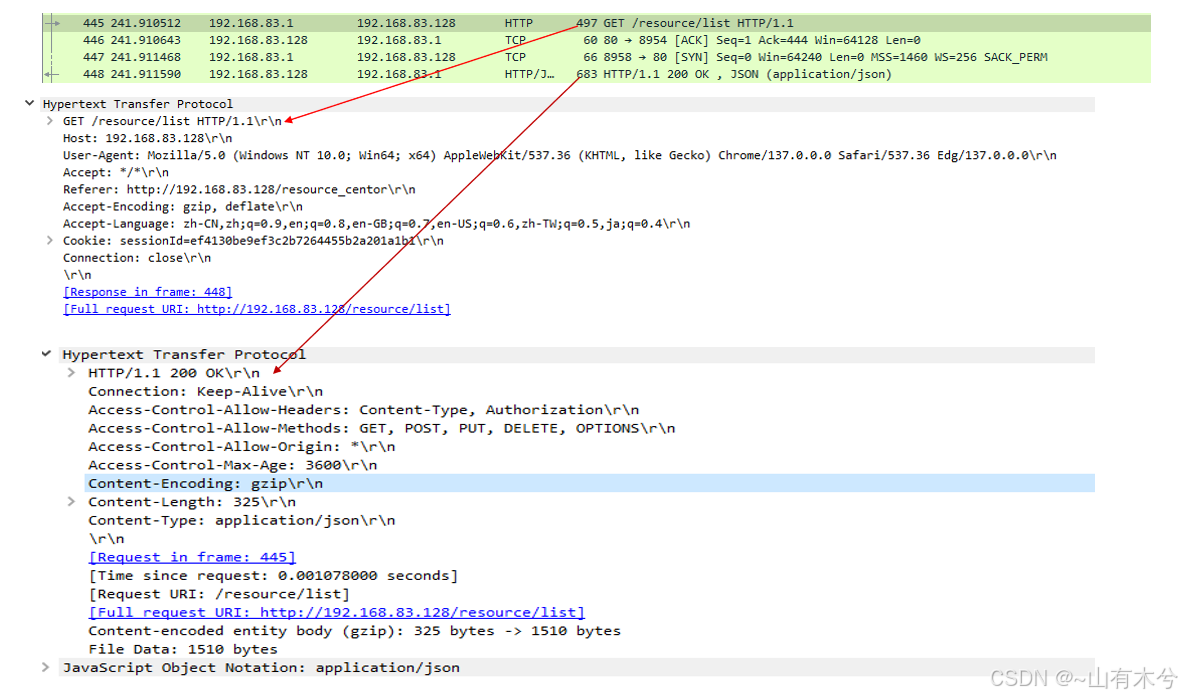 445 241.910512 192.168.83.1 192.168.83.128 HTTP 497 GET /resource/list HTTP/1.1
446 241.910643 192.168.83.128 192.168.83.1 TCP 60 80 → 8954 [ACK] Seq=1 Ack=444 Win=64128 Len=0
447 241.911468 192.168.83.1 192.168.83.128 TCP 66 8958 → 80 [SYN] Seq=0 Win=64240 Len=0 MSS=1460 WS=256 SACK_PERM
448 241.911590 192.168.83.128 192.168.83.1 HTTP/J… 683 HTTP/1.1 200 OK , JSON (application/json)
Hypertext Transfer Protocol
GET /resource/list HTTP/1.1\r\n
Host: 192.168.83.128\r\n
User-Agent: Mozilla/5.0 (Windows NT 10.0; Win64; x64) AppleWebKit/537.36 (KHTML, like Gecko) Chrome/137.0.0.0 Safari/537.36 Edg/137.0.0.0\r\n
Accept: */*\r\n
Referer: http://192.168.83.128/resource_centor\r\n
Accept-Encoding: gzip, deflate\r\n
Accept-Language: zh-CN,zh;q=0.9,en;q=0.8,en-GB;q=0.7,en-US;q=0.6,zh-TW;q=0.5,ja;q=0.4\r\n
Cookie: sessionId=ef4130be9ef3c2b7264455b2a201a1b1\r\n
Connection: close\r\n
\r\n
[Response in frame: 448]
[Full request URI: http://192.168.83.128/resource/list]
Hypertext Transfer Protocol
HTTP/1.1 200 OK\r\n
Connection: Keep-Alive\r\n
Access-Control-Allow-Headers: Content-Type, Authorization\r\n
Access-Control-Allow-Methods: GET, POST, PUT, DELETE, OPTIONS\r\n
Access-Control-Allow-Origin: *\r\n
Access-Control-Max-Age: 3600\r\n
Content-Encoding: gzip\r\n
Content-Length: 325\r\n
Content-Type: application/json\r\n
\r\n
[Request in frame: 445]
[Time since request: 0.001078000 seconds]
[Request URI: /resource/list]
[Full request URI: http://192.168.83.128/resource/list]
Content-encoded entity body (gzip): 325 bytes -> 1510 bytes
File Data: 1510 bytes
JavaScript Object Notation: application/json
CSDN @~山有木兮